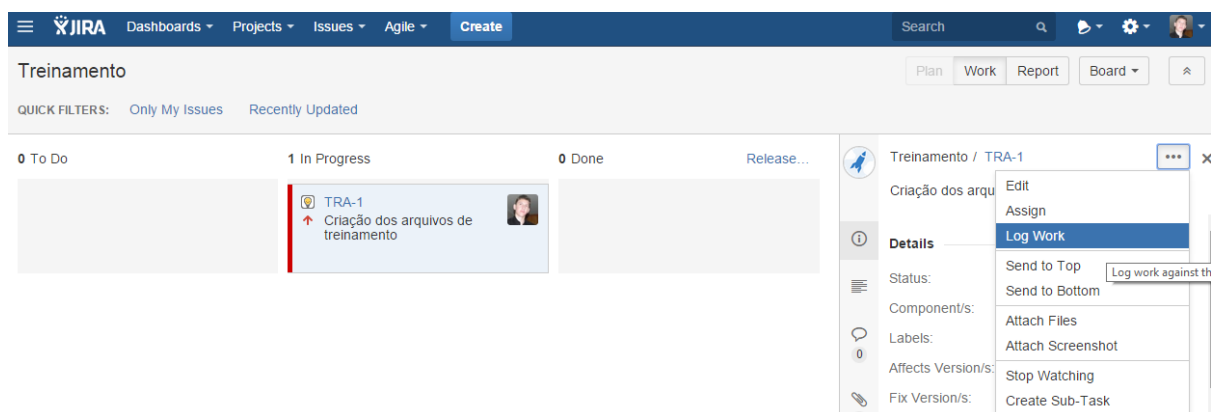 JIRA Dashboards Projects Issues Agile Create Search
Treinamento
Plan Work Report Board
QUICK FILTERS: Only My Issues Recently Updated
0 To Do
1 In Progress
0 Done
Release...
TRA-1
Criação dos arquivos de
treinamento
Treinamento / TRA-1
Criação dos arqu
Details
Status:
Component/s:
Labels:
Affects Version/s:
Fix Version/s:
0
Edit
Assign
Log Work
Send to Top
Log work against th
Send to Bottom
Attach Files
Attach Screenshot
Stop Watching
Create Sub-Task